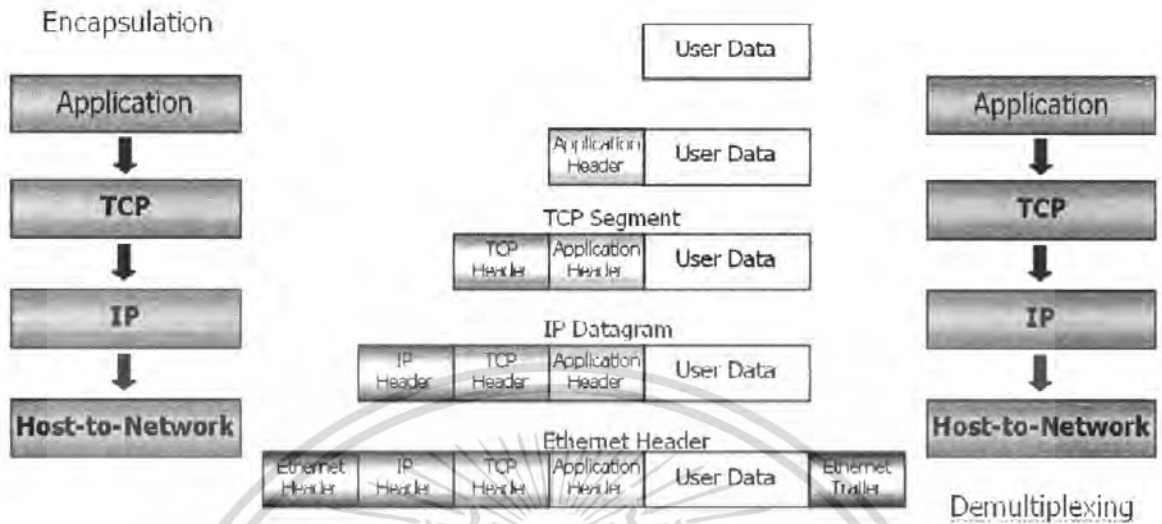 Encapsulation
Application
TCP
IP
Host-to-Network
User Data
Application
Header
User Data
TCP Segment
TCP
Header
Application
Header
User Data
IP Datagram
IP
Header
TCP
Header
Application
Header
User Data
Ethernet Header
Ethernet
Header
IP
Header
TCP
Header
Application
Header
User Data
Ethernet
Trailer
Application
TCP
IP
Host-to-Network
Demultiplexing